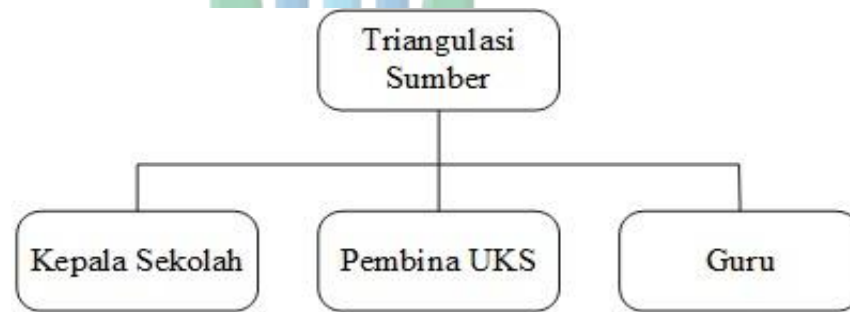 Triangulasi
Sumber
Kepala Sekolah
Pembina UKS
Guru